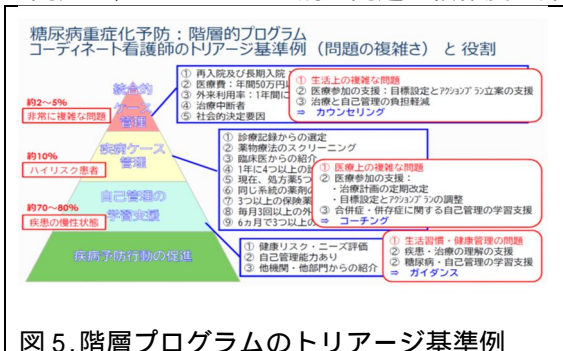 糖尿病重症化予防：階層的プログラム
コーディネート看護師のトリアージ基準例（問題の複雑さ）と役割
統合的
ケース
管理
約2～5%
非常に複雑な問題
① 再入院及び長期入院
② 医療費：年間50万円
③ 外来利用率：1年間に
④ 治療中断者
⑤ 社会的決定要因
① 生活上の複雑な問題
② 医療参加の支援：目標設定とアクションプラン立案の支援
③ 治療と自己管理の負担軽減
⇒ カウンセリング
疾病ケース
管理
約10%
ハイリスク患者
① 診療記録からの選定
② 薬物療法のスクリーニング
③ 臨床医からの紹介
④ 1年に4つ以上の
⑤ 現在、処方薬5つ
⑥ 同じ系統の薬剤の
⑦ 3つ以上の保険薬
⑧ 毎月3回以上の外
⑨ 6ヵ月で3つ以上の
① 医療上の複雑な問題
② 医療参加の支援：
・治療計画の定期改定
・目標設定とアクションプランの調整
③ 合併症・併存症に関する自己管理の学習支援
⇒ コーチング
自己管理の
学習支援
約70～80%
疾患の慢性状態
① 健康リスク・ニーズ評価
② 自己管理能力あり
③ 他機関・他部門からの紹介
① 生活習慣・健康管理の問題
② 疾患・治療の理解の支援
② 糖尿病・自己管理の学習支援
⇒ ガイダンス
疾病予防行動の促進
図5.階層プログラムのトリアージ基準例